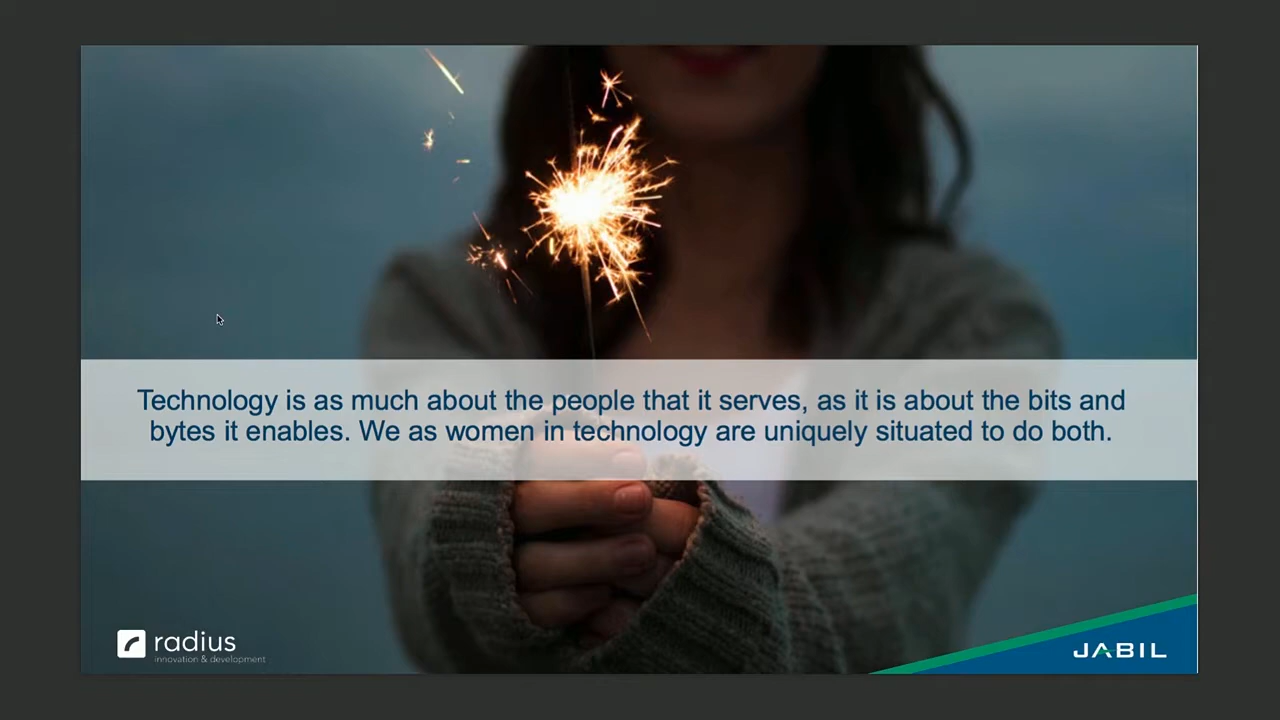 Technology is as much about the people that it serves, as it is about the bits and
bytes it enables. We as women in technology are uniquely situated to do both.
radius
innovation & development
JABIL